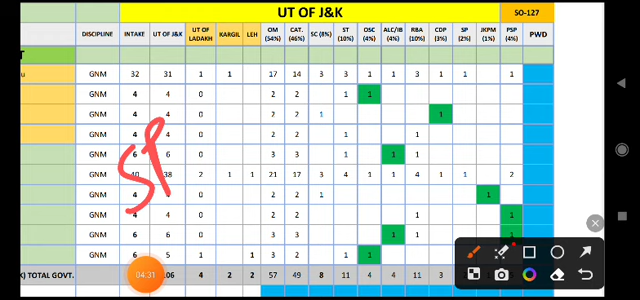 UT OF J&K SO-127
DISCIPLINE INTAKE UT OF J&K UT OF LADAKH KARGIL LEH OM (54%) CAT. (46%) SC (8%) ST (10%) OSC (4%) ALC/IB (4%) RBA (10%) CDP (3%) SP (2%) JKPM (1%) PSP (4%) PWD
GNM 32 31 1 1 17 14 3 3 1 1 3 1 1 1
GNM 4 4 0 2 2 1 1
GNM 4 4 0 2 2 1 1
GNM 4 4 0 2 2 1 1
GNM 6 6 0 3 3 1 1 1
GNM 40 38 2 1 1 21 17 3 4 1 1 4 1 1 2
GNM 4 0 2 2 1 1
GNM 4 4 0 2 2 1 1
GNM 6 6 0 3 3 1 1 1
GNM 6 5 1 1 3 2 1 1
TOTAL GOVT. 4 2 2 57 49 8 11 4 4 11 3
SP
04:31